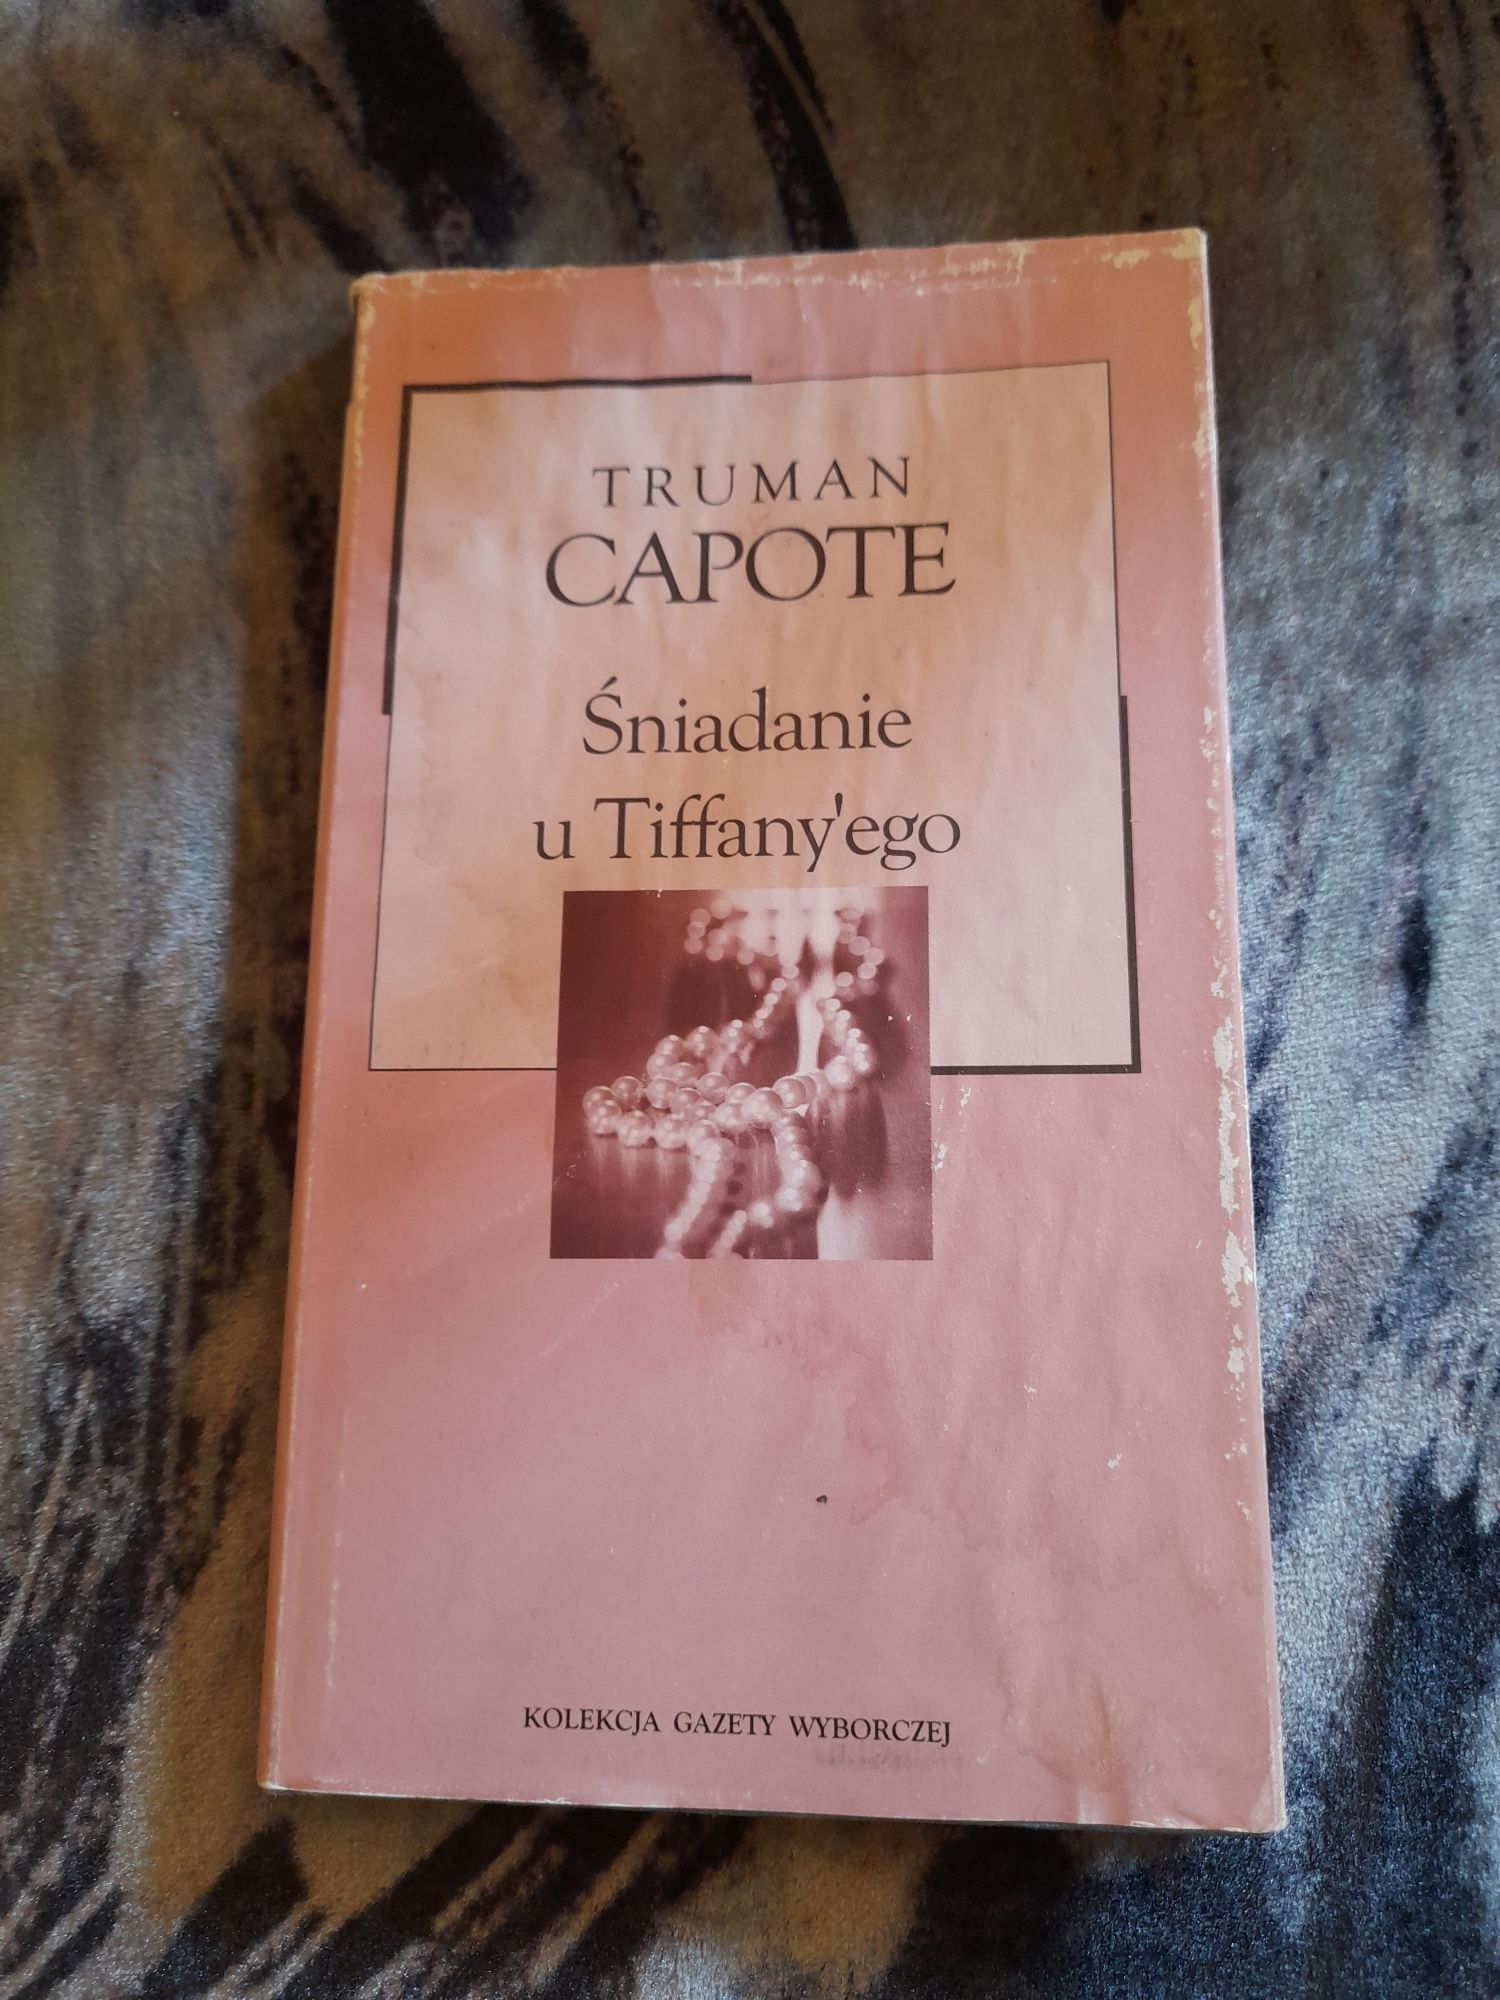 TRUMAN
CAPOTE
Śniadanie
u Tiffany'ego
KOLEKCJA GAZETY WYBORCZEJ